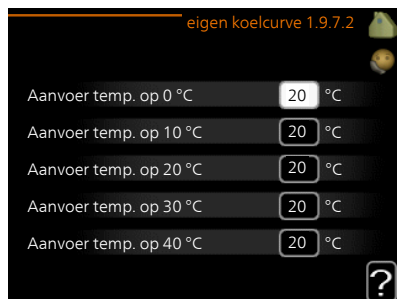 eigen koelcurve 1.9.7.2
Aanvoer temp. op 0 °C 20 °C
Aanvoer temp. op 10 °C 20 °C
Aanvoer temp. op 20 °C 20 °C
Aanvoer temp. op 30 °C 20 °C
Aanvoer temp. op 40 °C 20 °C
?